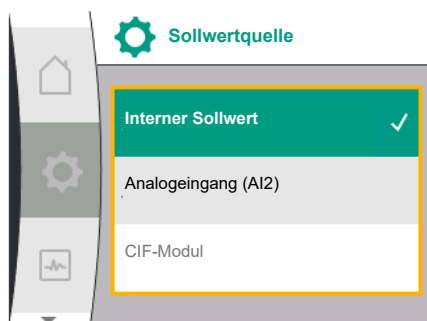 Sollwertquelle
Interner Sollwert
Analogeingang (AI2)
CIF-Modul